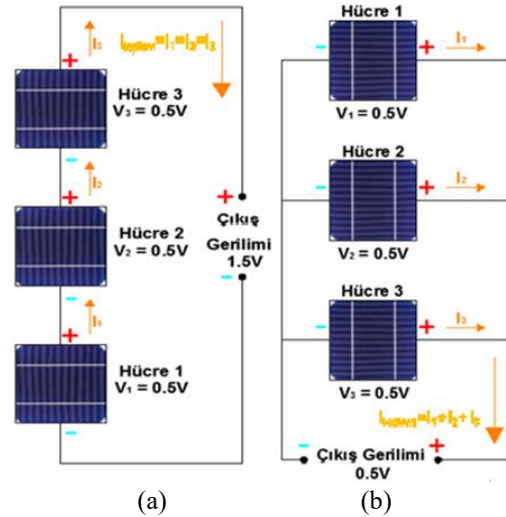 I₃
Itoplam=I₁=I₂=I₃
+
Hücre 3
V₃ = 0.5V
-
I₂
+
Hücre 2
V₂ = 0.5V
-
I₁
+
Hücre 1
V₁ = 0.5V
-
+
Çıkış
Gerilimi
1.5V
-
(a)
Hücre 1
- + I₁
V₁ = 0.5V
Hücre 2
- + I₂
V₂ = 0.5V
Hücre 3
- + I₃
V₃ = 0.5V
Itoplam=I₁+I₂+I₃
- Çıkış Gerilimi +
0.5V
(b)